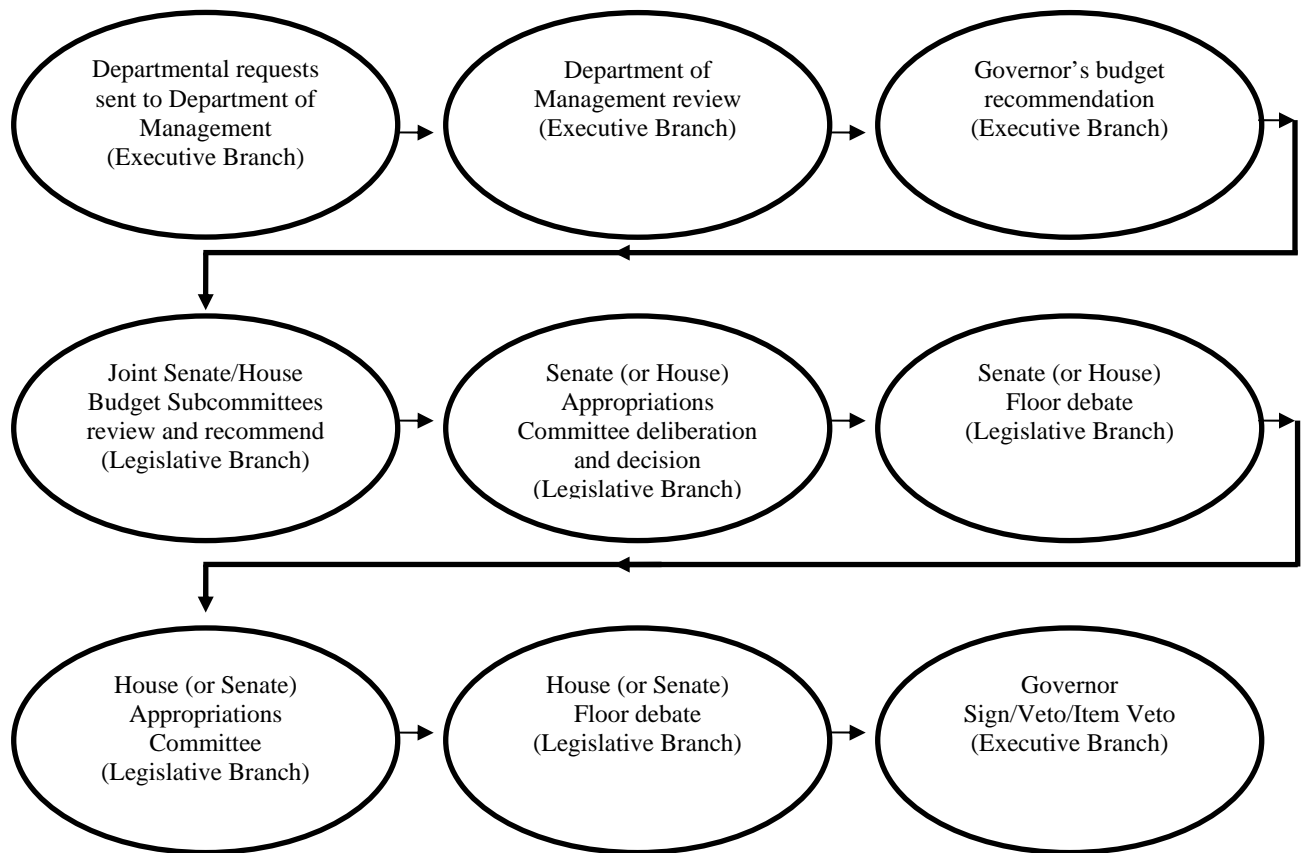 Departmental requests
sent to Department of
Management
(Executive Branch)
Department of
Management review
(Executive Branch)
Governor’s budget
recommendation
(Executive Branch)
Joint Senate/House
Budget Subcommittees
review and recommend
(Legislative Branch)
Senate (or House)
Appropriations
Committee deliberation
and decision
(Legislative Branch)
Senate (or House)
Floor debate
(Legislative Branch)
House (or Senate)
Appropriations
Committee
(Legislative Branch)
House (or Senate)
Floor debate
(Legislative Branch)
Governor
Sign/Veto/Item Veto
(Executive Branch)